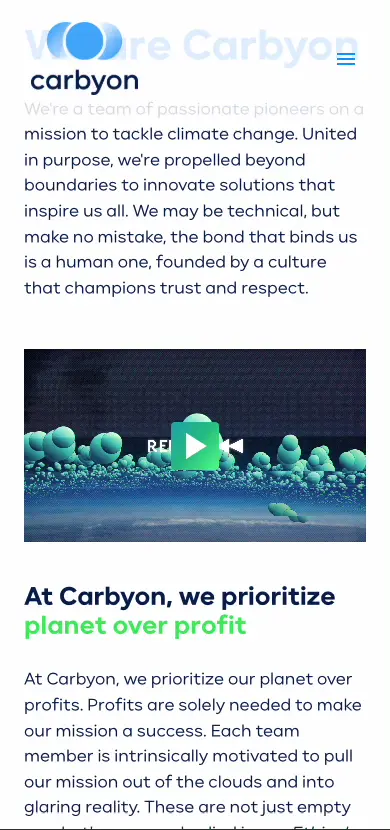 We are Carbyon
carbyon
We're a team of passionate pioneers on a
mission to tackle climate change. United
in purpose, we're propelled beyond
boundaries to innovate solutions that
inspire us all. We may be technical, but
make no mistake, the bond that binds us
is a human one, founded by a culture
that champions trust and respect.
At Carbyon, we prioritize
planet over profit
At Carbyon, we prioritize our planet over
profits. Profits are solely needed to make
our mission a success. Each team
member is intrinsically motivated to pull
our mission out of the clouds and into
glaring reality. These are not just empty